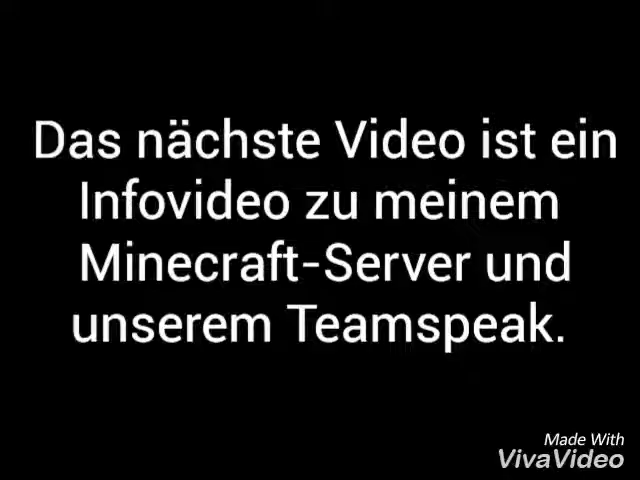 Das nächste Video ist ein
Infovideo zu meinem
Minecraft-Server und
unserem Teamspeak.
Made With
VivaVideo